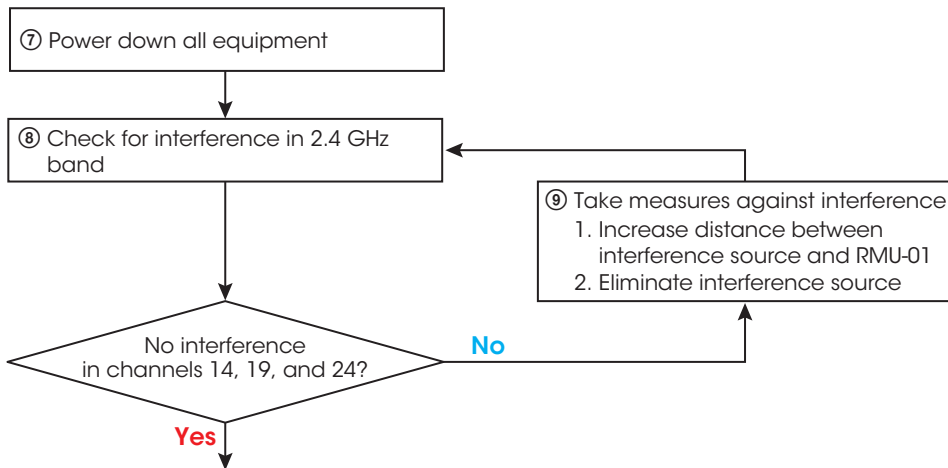 ⑦ Power down all equipment
⑧ Check for interference in 2.4 GHz
band
⑨ Take measures against interference
1. Increase distance between
interference source and RMU-01
2. Eliminate interference source
No interference
in channels 14, 19, and 24?
No
Yes